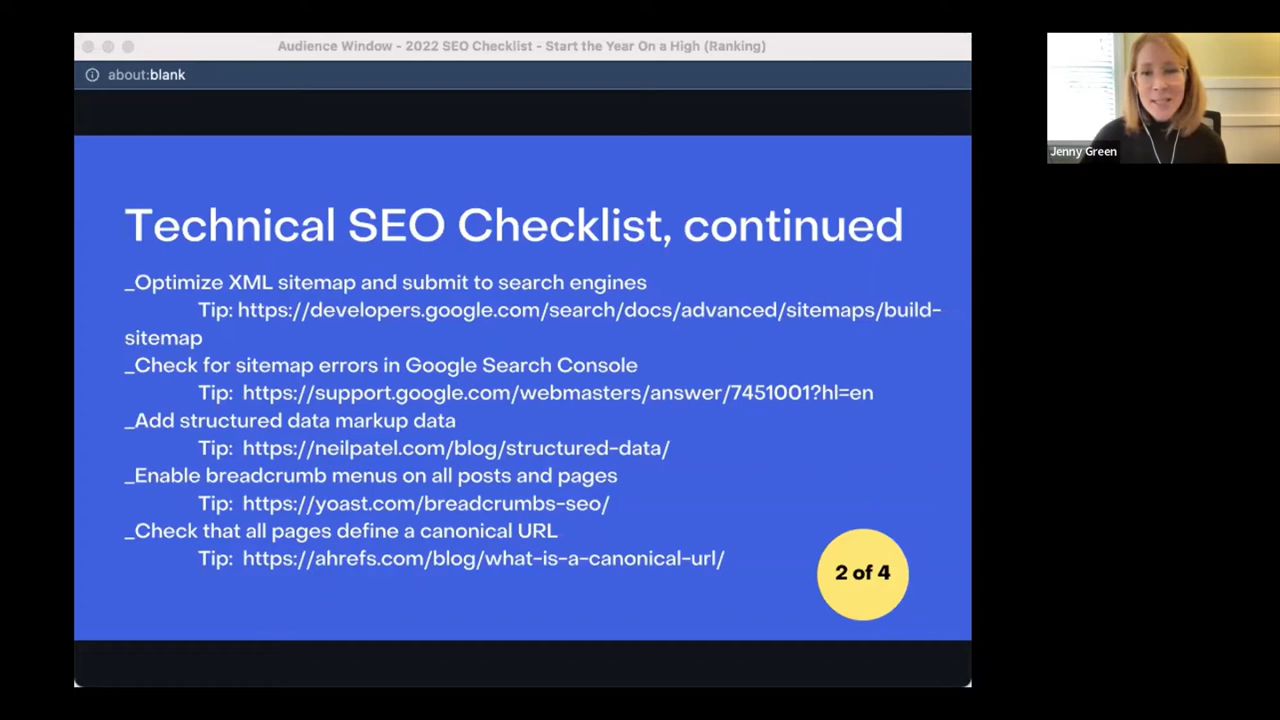 Audience Window - 2022 SEO Checklist - Start the Year On a High (Ranking)
about:blank
Jenny Green
Technical SEO Checklist, continued
_Optimize XML sitemap and submit to search engines
Tip: https://developers.google.com/search/docs/advanced/sitemaps/build-
sitemap
_Check for sitemap errors in Google Search Console
Tip: https://support.google.com/webmasters/answer/7451001?hl=en
_Add structured data markup data
Tip: https://neilpatel.com/blog/structured-data/
_Enable breadcrumb menus on all posts and pages
Tip: https://yoast.com/breadcrumbs-seo/
_Check that all pages define a canonical URL
Tip: https://ahrefs.com/blog/what-is-a-canonical-url/
2 of 4